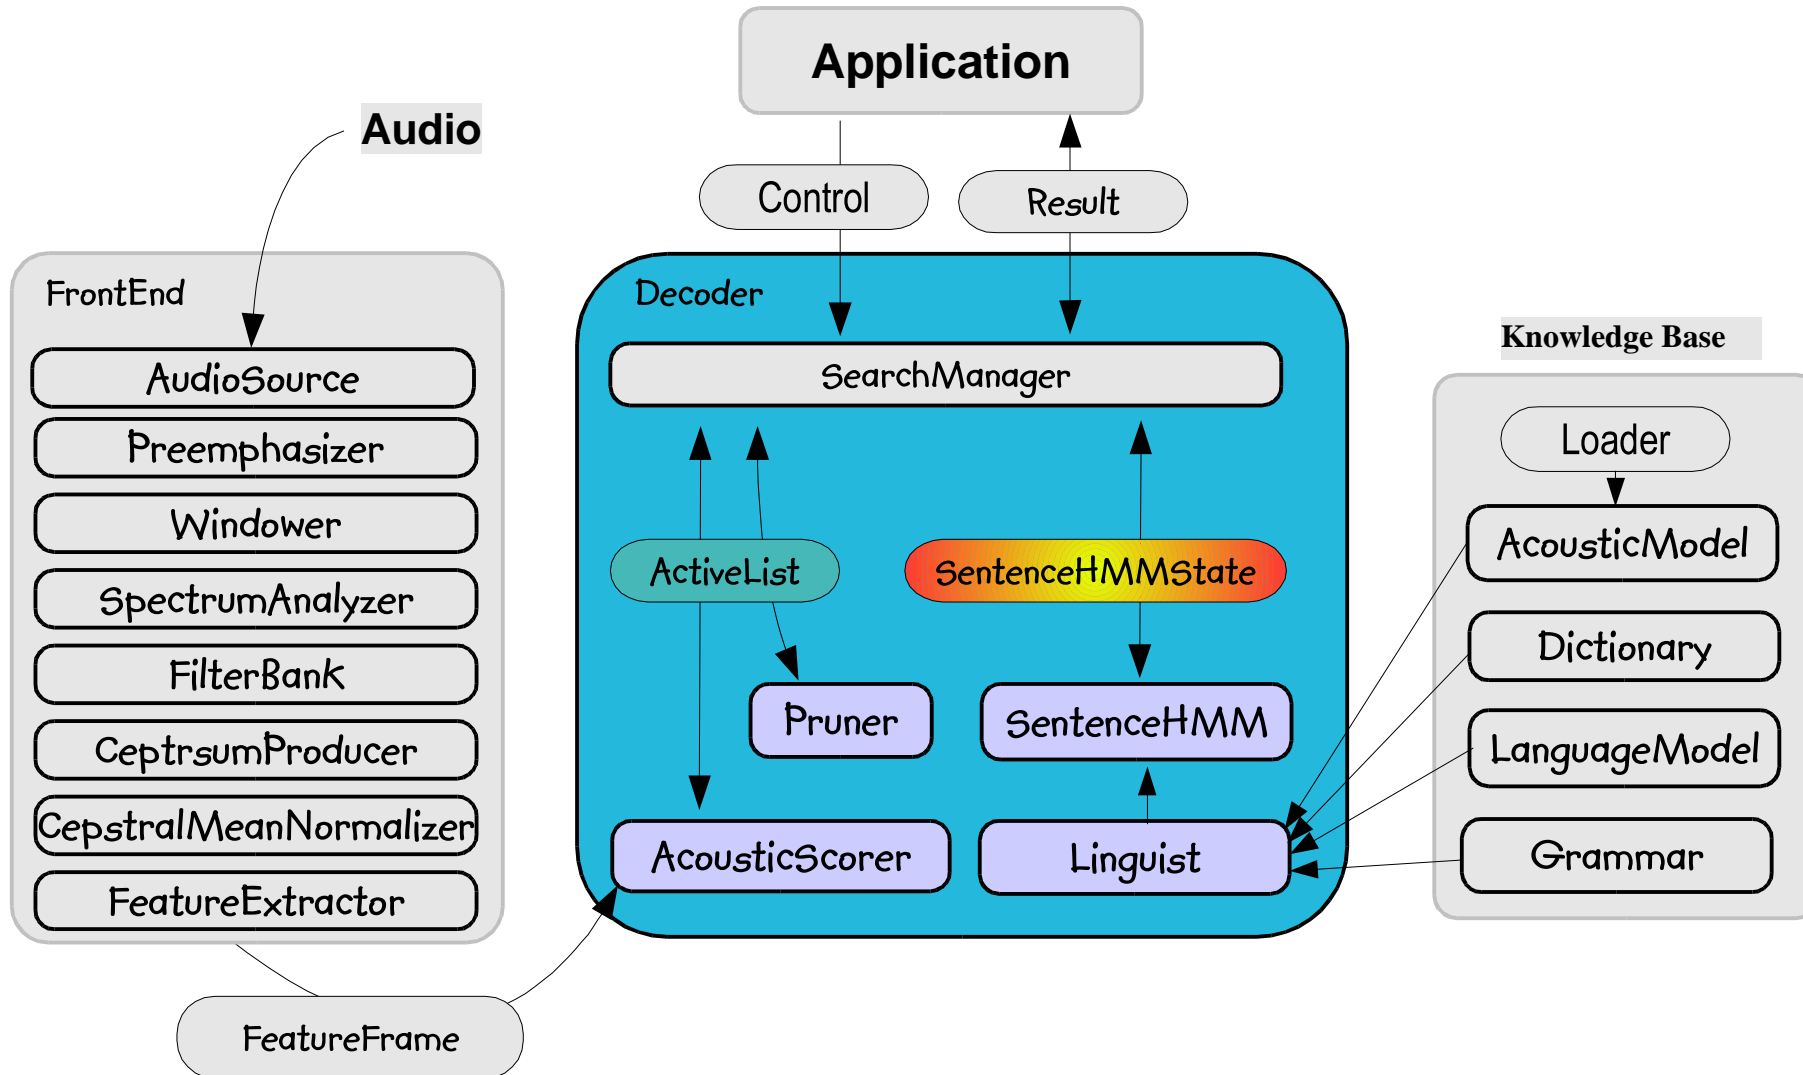 Application
Audio
Control
Result
FrontEnd
AudioSource
Preemphasizer
Windower
SpectrumAnalyzer
FilterBank
CeptrsumProducer
CepstralMeanNormalizer
FeatureExtractor
FeatureFrame
Decoder
SearchManager
ActiveList
SentenceHMMState
Pruner
SentenceHMM
AcousticScorer
Linguist
Knowledge Base
Loader
AcousticModel
Dictionary
LanguageModel
Grammar